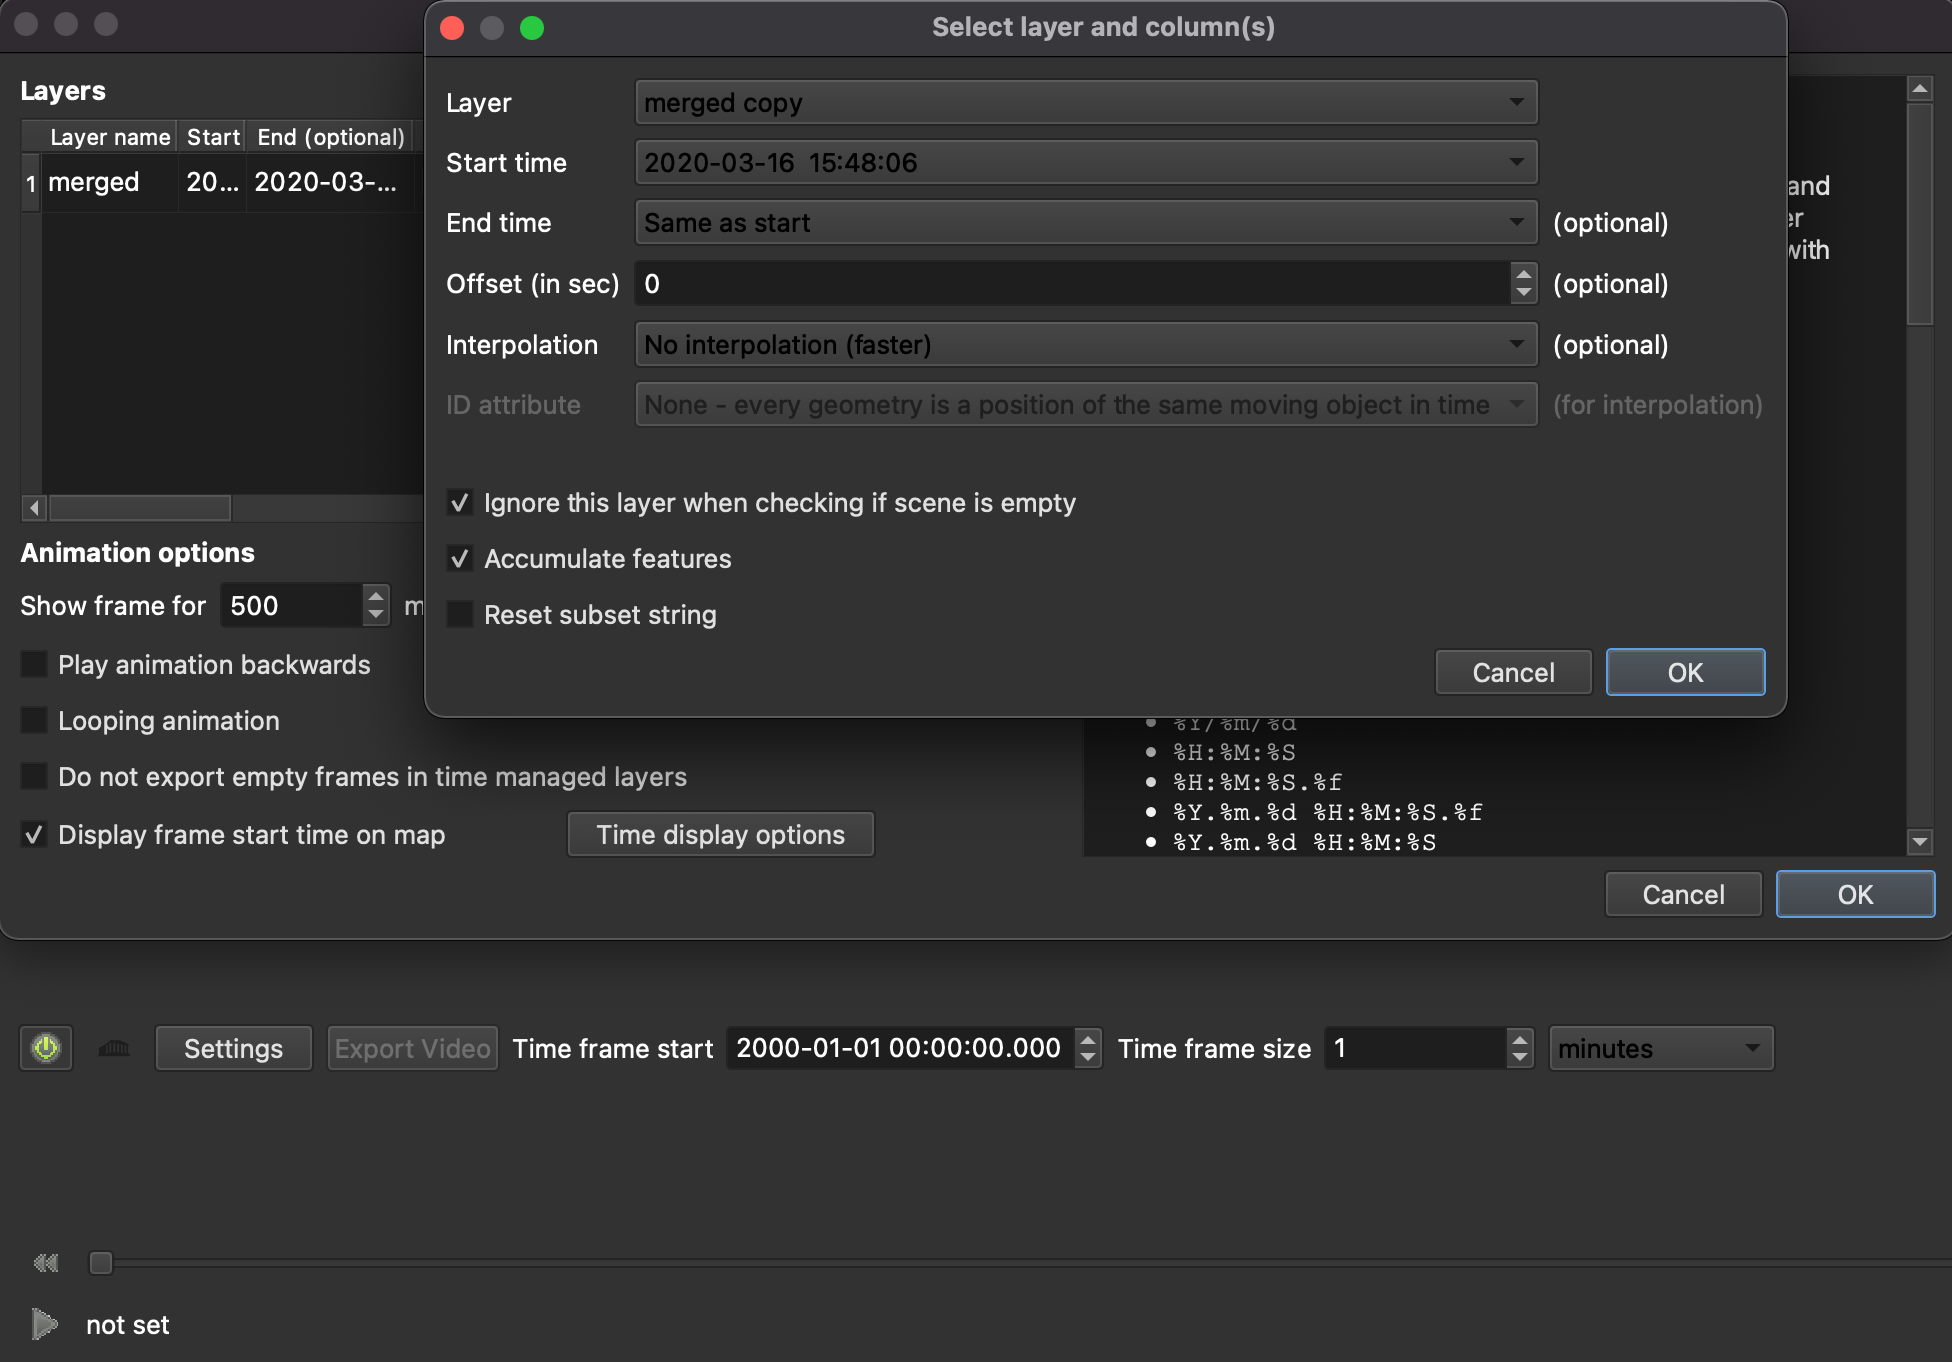 Select layer and column(s)
Layer merged copy
Start time 2020-03-16 15:48:06
End time Same as start (optional)
Offset (in sec) 0 (optional)
Interpolation No interpolation (faster) (optional)
ID attribute None - every geometry is a position of the same moving object in time (for interpolation)
Ignore this layer when checking if scene is empty
Accumulate features
Reset subset string
Cancel OK
Layers
Layer name Start End (optional)
1 merged 20... 2020-03-...
and
with
Animation options
Show frame for 500
Play animation backwards
Looping animation
Do not export empty frames in time managed layers
Display frame start time on map Time display options
%Y/%m/%d
%H:%M:%S
%H:%M:%S.%f
%Y.%m.%d %H:%M:%S.%f
%Y.%m.%d %H:%M:%S
Cancel OK
Settings Export Video Time frame start 2000-01-01 00:00:00.000 Time frame size 1 minutes
not set